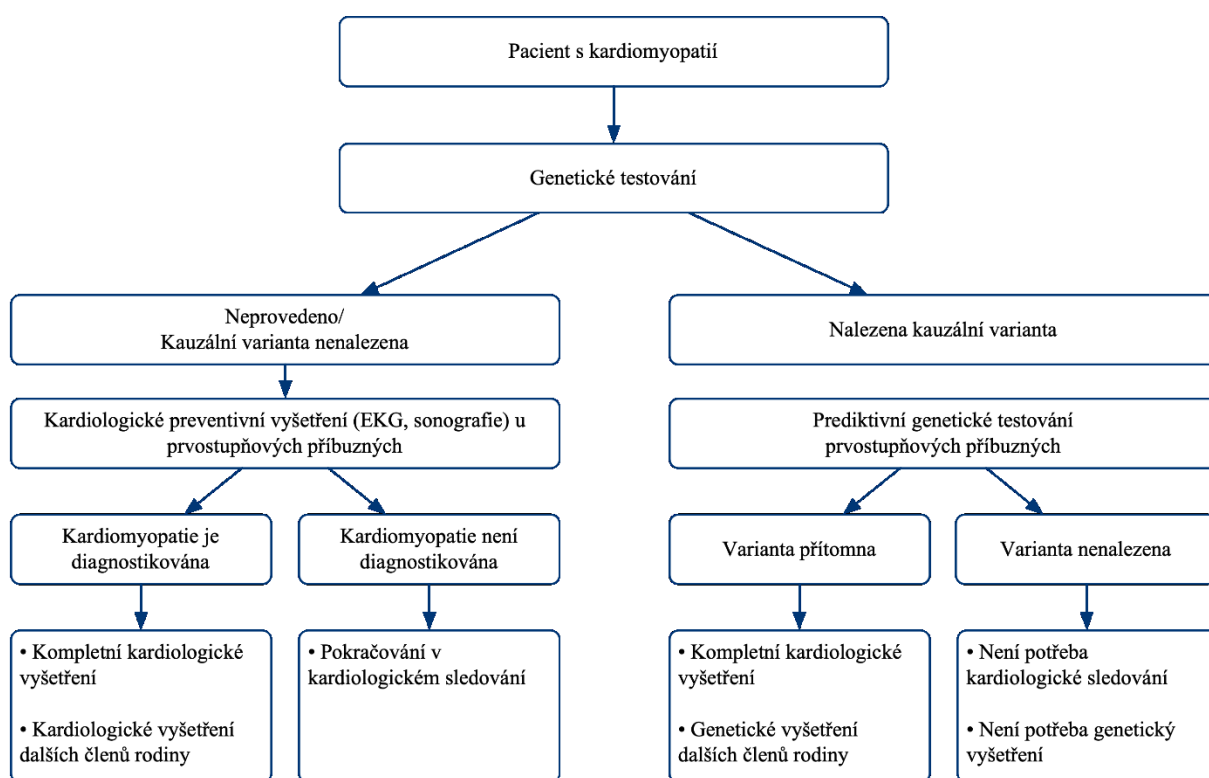 Pacient s kardiomyopatií
Genetické testování
Neprovedeno/
Kauzální varianta nenalezena
Nalezena kauzální varianta
Kardiologické preventivní vyšetření (EKG, sonografie) u
prvostupňových příbuzných
Prediktivní genetické testování
prvostupňových příbuzných
Kardiomyopatie je
diagnostikována
Kardiomyopatie není
diagnostikována
Varianta přítomna
Varianta nenalezena
• Kompletní kardiologické
vyšetření
• Kardiologické vyšetření
dalších členů rodiny
• Pokračování v
kardiologickém sledování
• Kompletní kardiologické
vyšetření
• Genetické vyšetření
dalších členů rodiny
• Není potřeba
kardiologické sledování
• Není potřeba genetický
vyšetření